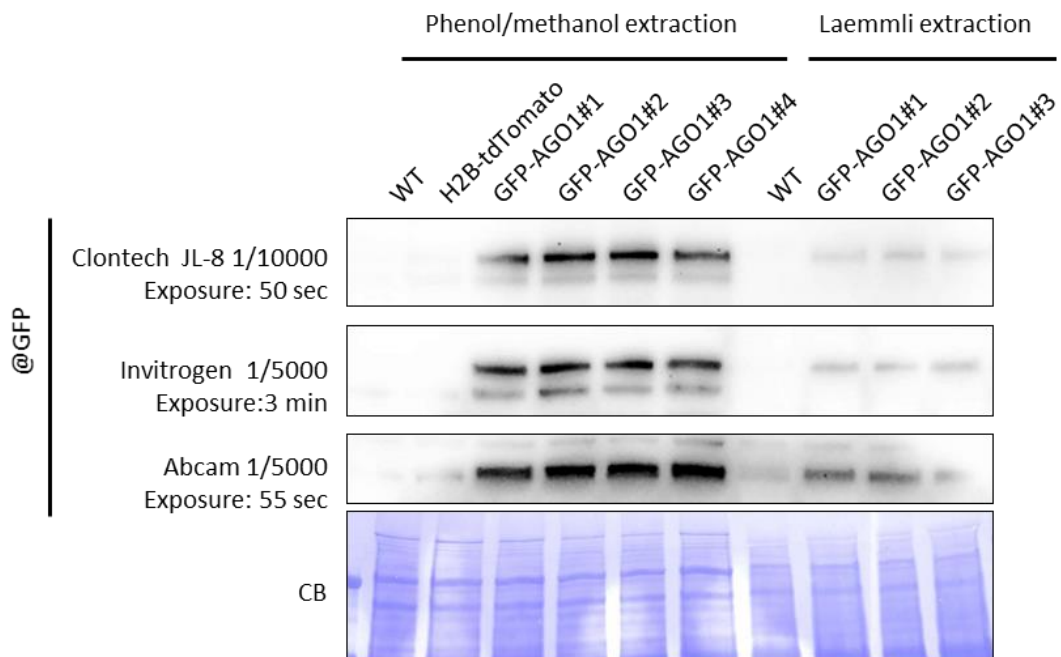 Phenol/methanol extraction
Laemmli extraction
WT
H2B-tdTomato
GFP-AGO1#1
GFP-AGO1#2
GFP-AGO1#3
GFP-AGO1#4
WT
GFP-AGO1#1
GFP-AGO1#2
GFP-AGO1#3
@GFP
Clontech JL-8 1/10000
Exposure: 50 sec
Invitrogen 1/5000
Exposure:3 min
Abcam 1/5000
Exposure: 55 sec
CB